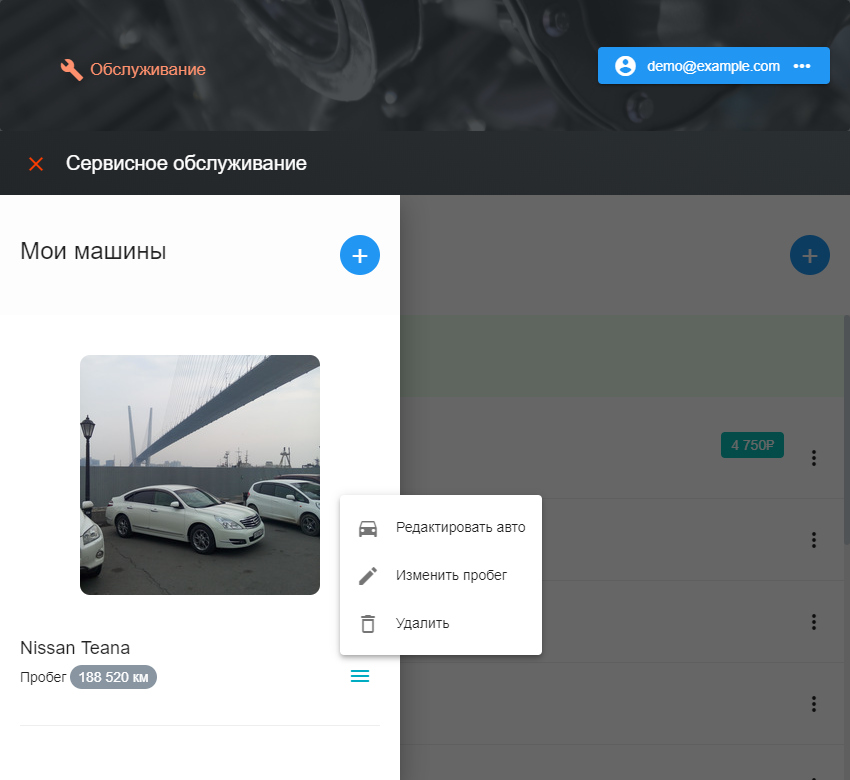 Обслуживание
demo@example.com
Сервисное обслуживание
Мои машины
4 750₽
Редактировать авто
Изменить пробег
Удалить
Nissan Teana
Пробег 188 520 км